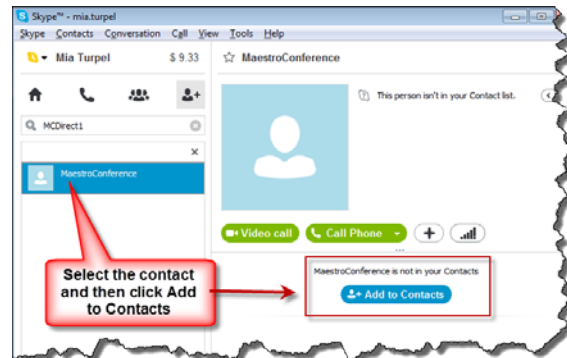 Skype™ - mia.turpel
Skype Contacts Conversation Call View Tools Help
Mia Turpel $ 9.33
MaestroConference
This person isn't in your Contact list.
MCDirect1
MaestroConference
Video call
Call Phone
MaestroConference is not in your Contacts
Add to Contacts
Select the contact
and then click Add
to Contacts